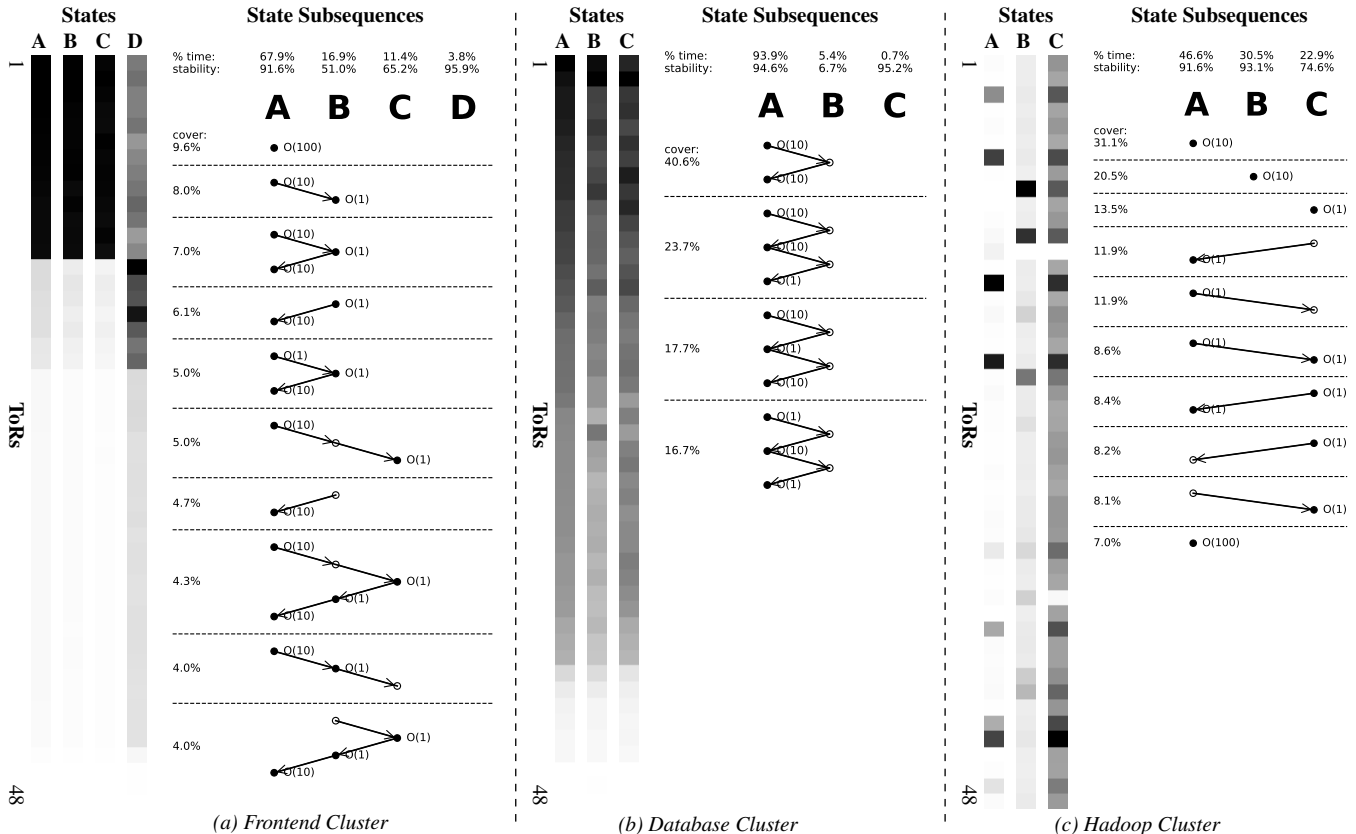 States
State Subsequences
A B C D
% time: 67.9% 16.9% 11.4% 3.8%
stability: 91.6% 51.0% 65.2% 95.9%
A B C D
1
ToRs
48
cover:
9.6%
O(100)
8.0%
O(10)
O(1)
7.0%
O(10)
O(1)
O(10)
6.1%
O(1)
O(10)
5.0%
O(1)
O(1)
O(10)
5.0%
O(10)
O(1)
4.7%
O(10)
4.3%
O(10)
O(1)
O(1)
O(10)
4.0%
O(10)
O(1)
4.0%
O(1)
O(1)
O(10)
(a) Frontend Cluster
States
State Subsequences
A B C
% time: 93.9% 5.4% 0.7%
stability: 94.6% 6.7% 95.2%
A B C
1
ToRs
48
cover:
40.6%
O(10)
O(10)
23.7%
O(10)
O(10)
O(1)
17.7%
O(10)
O(1)
O(10)
16.7%
O(1)
O(10)
O(1)
(b) Database Cluster
States
State Subsequences
A B C
% time: 46.6% 30.5% 22.9%
stability: 91.6% 93.1% 74.6%
A B C
1
ToRs
48
cover:
31.1%
O(10)
20.5%
O(10)
13.5%
O(1)
11.9%
O(1)
11.9%
O(1)
8.6%
O(1)
O(1)
8.4%
O(1)
O(1)
8.2%
O(1)
8.1%
O(1)
7.0%
O(100)
(c) Hadoop Cluster